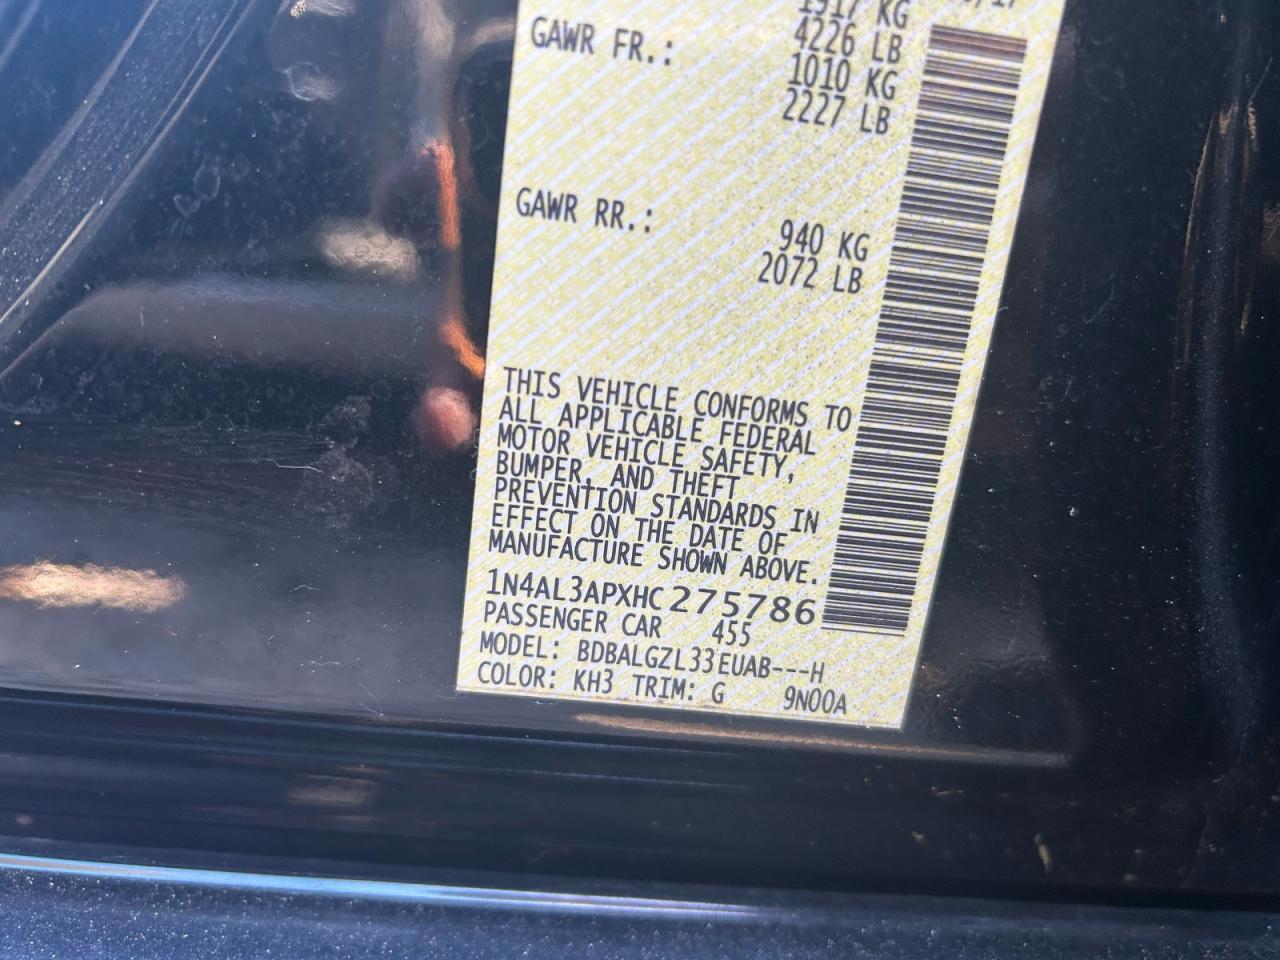 1917 KG
GAWR FR.: 4226 LB
1010 KG
2227 LB
GAWR RR.: 940 KG
2072 LB
THIS VEHICLE CONFORMS TO
ALL APPLICABLE FEDERAL
MOTOR VEHICLE SAFETY,
BUMPER, AND THEFT
PREVENTION STANDARDS IN
EFFECT ON THE DATE OF
MANUFACTURE SHOWN ABOVE.
1N4AL3APXHC275786
PASSENGER CAR 455
MODEL: BDBALGZL33EUAB---H
COLOR: KH3 TRIM: G 9N00A